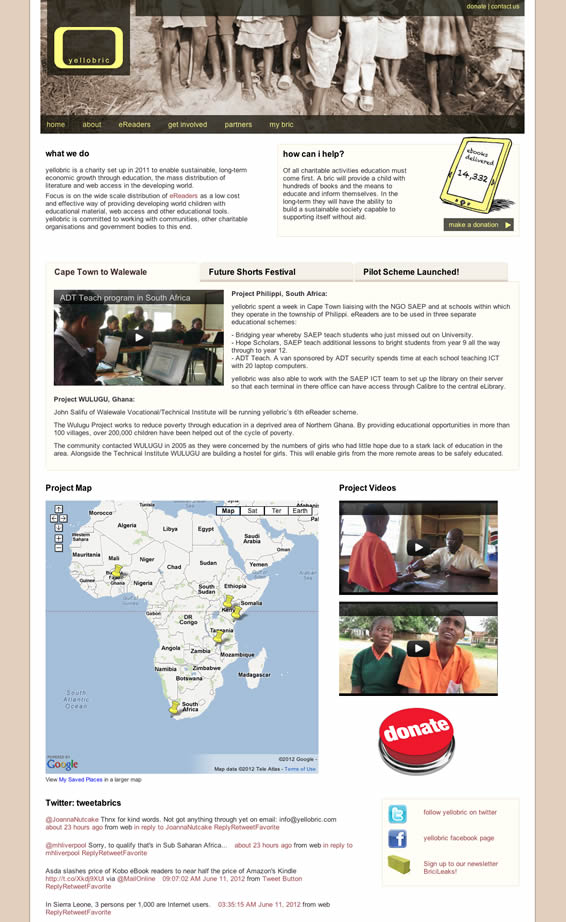 donate | contact us
yellobric
home about eReaders get involved partners my bric
what we do
yellobric is a charity set up in 2011 to enable sustainable, long-term
economic growth through education, the mass distribution of
literature and web access in the developing world.
Focus is on the wide scale distribution of eReaders as a low cost
and effective way of providing developing world children with
educational material, web access and other educational tools.
yellobric is committed to working with communities, other charitable
organisations and government bodies to this end.
how can i help?
Of all charitable activities education must
come first. A bric will provide a child with
hundreds of books and the means to
educate and inform themselves. In the
long-term they will have the ability to
build a sustainable society capable to
supporting itself without aid.
ebooks
delivered
14,332
make a donation
Cape Town to Walewale
Future Shorts Festival
Pilot Scheme Launched!
ADT Teach program in South Africa
Project Philippi, South Africa:
yellobric spent a week in Cape Town liaising with the NGO SAEP and at schools within which
they operate in the township of Philippi. eReaders are to be used in three separate
educational schemes:
- Bridging year whereby SAEP teach students who just missed out on University.
- Hope Scholars, SAEP teach additional lessons to bright students from year 9 all the way
through to year 12.
- ADT Teach. A van sponsored by ADT security spends time at each school teaching ICT
with 20 laptop computers.
yellobric was also able to work with the SAEP ICT team to set up the library on their server
so that each terminal in there office can have access through Calibre to the central eLibrary.
Project WULUGU, Ghana:
John Salifu of Walewale Vocational/Technical Institute will be running yellobric's 6th eReader scheme.
The Wulugu Project works to reduce poverty through education in a deprived area of Northern Ghana. By providing educational opportunities in more than
100 villages, over 200,000 children have been helped out of the cycle of poverty.
The community contacted WULUGU in 2005 as they were concerned by the numbers of girls who had little hope due to a stark lack of education in the
area. Alongside the Technical Institute WULUGU are building a hostel for girls. This will enable girls from the more remote areas to be safely educated.
Project Map
Map Sat Ter Earth
Tunisia
Morocco
Algeria
Libya
Egypt
Western
Sahara
Saudi
Arabia
Oman
Mauritania
Mali
Niger
Chad
Sudan
Yemen
Arabian
Sea
Guinea
Ghana
Nigeria
South
Sudan
Ethiopia
Somalia
Gulf of
Guinea
Gabon
DR
Congo
Kenya
Tanzania
Angola
Zambia
Mozambique
Namibia
Zimbabwe
Botswana
Madagascar
South
Atlantic
Ocean
South
Africa
POWERED BY
Google
©2012 Google -
Map data ©2012 Tele Atlas - Terms of Use
View My Saved Places in a larger map
Project Videos
donate
Twitter: tweetabrics
@JoannaNutcake Thnx for kind words. Not got anything through yet on email: info@yellobric.com
about 23 hours ago from web in reply to JoannaNutcake ReplyRetweetFavorite
@mhliverpool Sorry, to qualify that's in Sub Saharan Africa... about 23 hours ago from web in reply to
mhliverpool ReplyRetweetFavorite
Asda slashes price of Kobo eBook readers to near half the price of Amazon's Kindle
http://t.co/Xkdj9XUI via @MailOnline 09:07:02 AM June 11, 2012 from Tweet Button
ReplyRetweetFavorite
In Sierra Leone, 3 persons per 1,000 are Internet users. 03:35:15 AM June 11, 2012 from web
ReplyRetweetFavorite
follow yellobric on twitter
yellobric facebook page
Sign up to our newsletter
BriciLeaks!